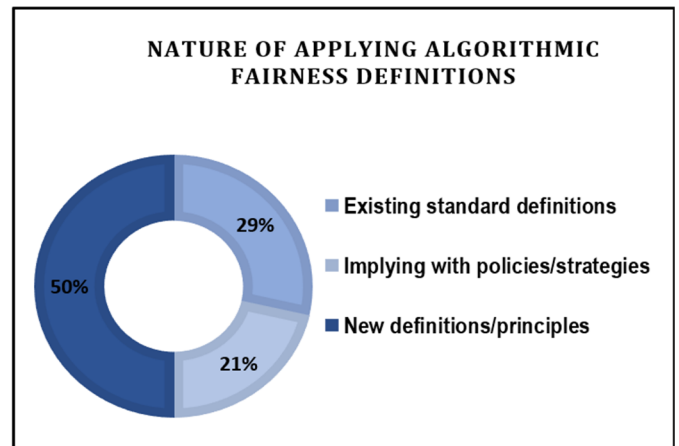 NATURE OF APPLYING ALGORITHMIC
FAIRNESS DEFINITIONS
29%
Existing standard definitions
Implying with policies/strategies
50%
New definitions/principles
21%